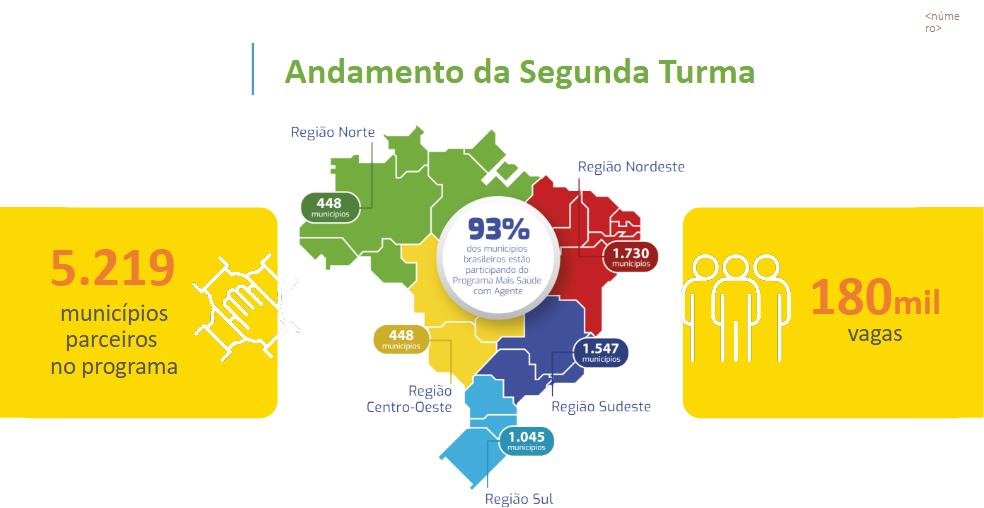 <núme
ro>
Andamento da Segunda Turma
Região Norte
448
municípios
Região Nordeste
1.730
municípios
93%
dos municípios
brasileiros estão
participando do
Programa Mais Saúde
com Agente
5.219
municípios
parceiros
no programa
180mil
vagas
448
municípios
Região
Centro-Oeste
1.547
municípios
Região Sudeste
1.045
municípios
Região Sul